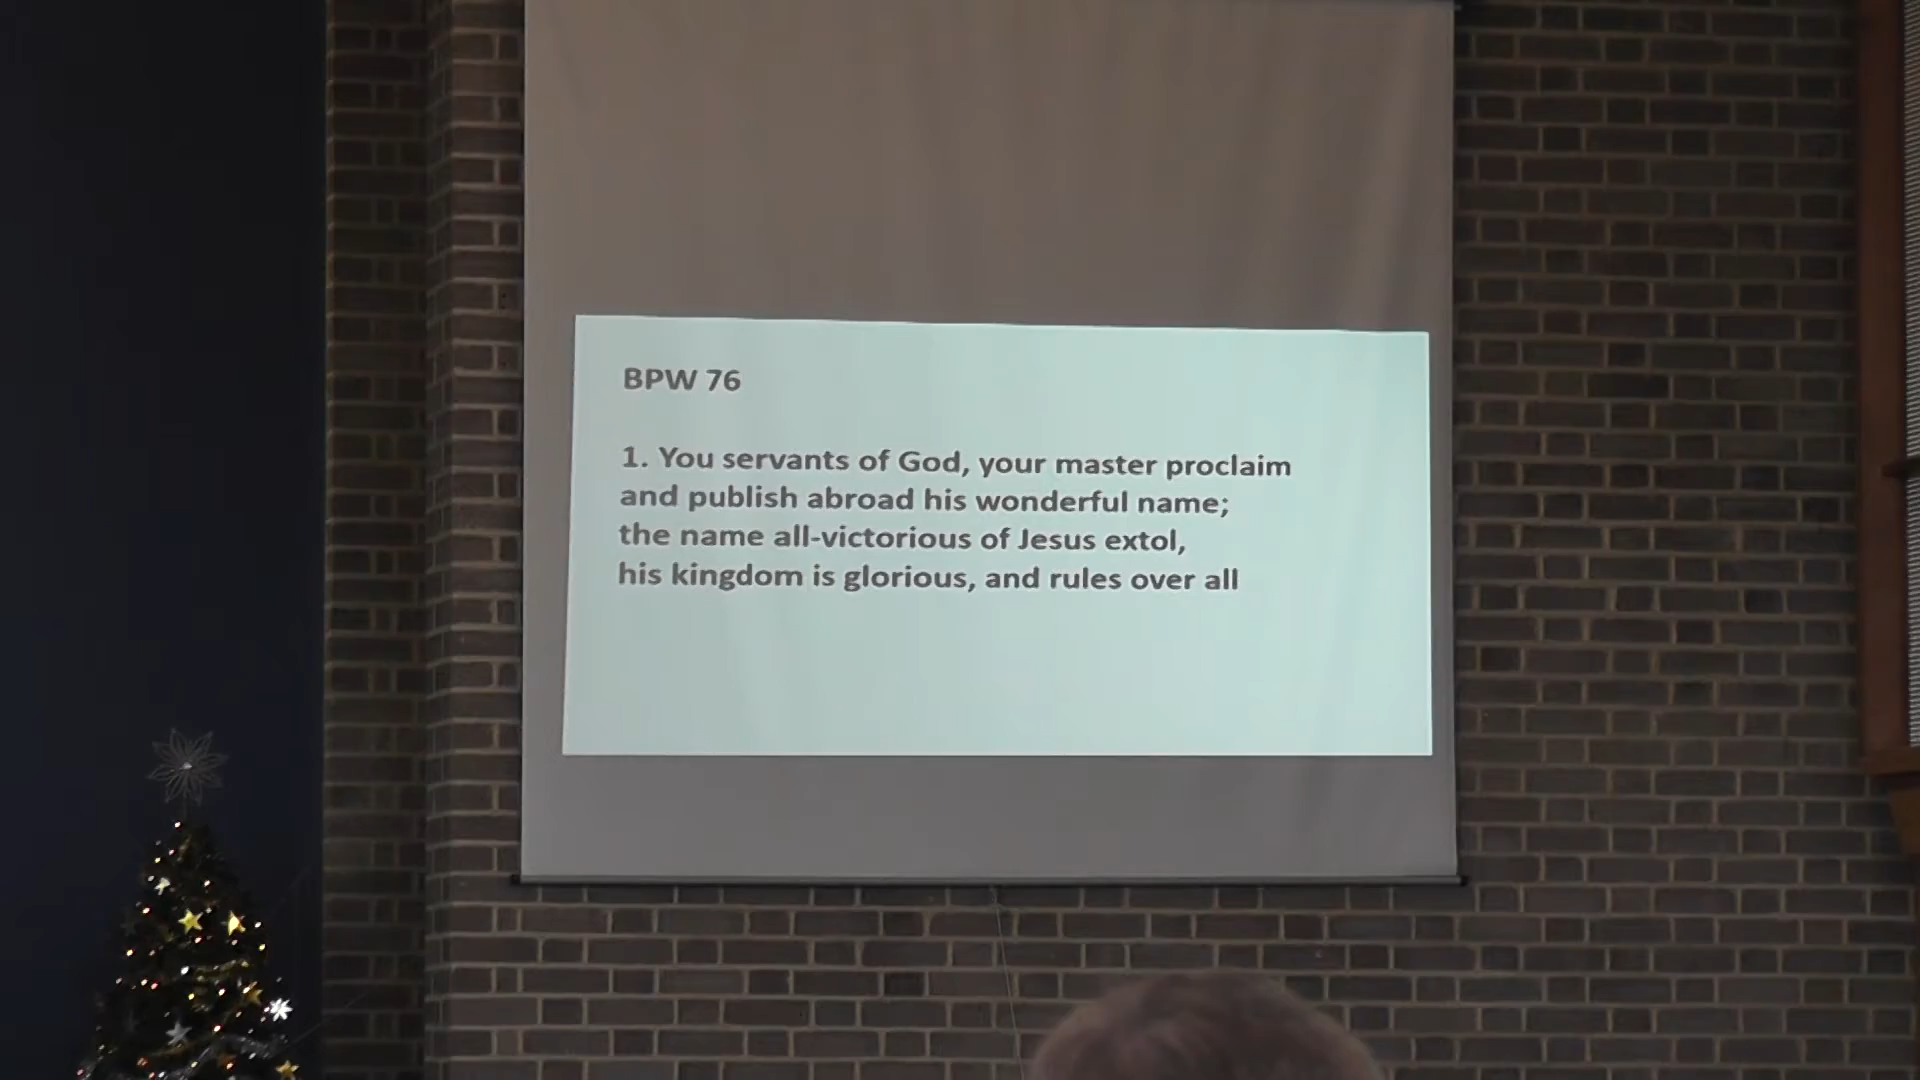 BPW 76
1. You servants of God, your master proclaim
and publish abroad his wonderful name;
the name all-victorious of Jesus extol,
his kingdom is glorious, and rules over all